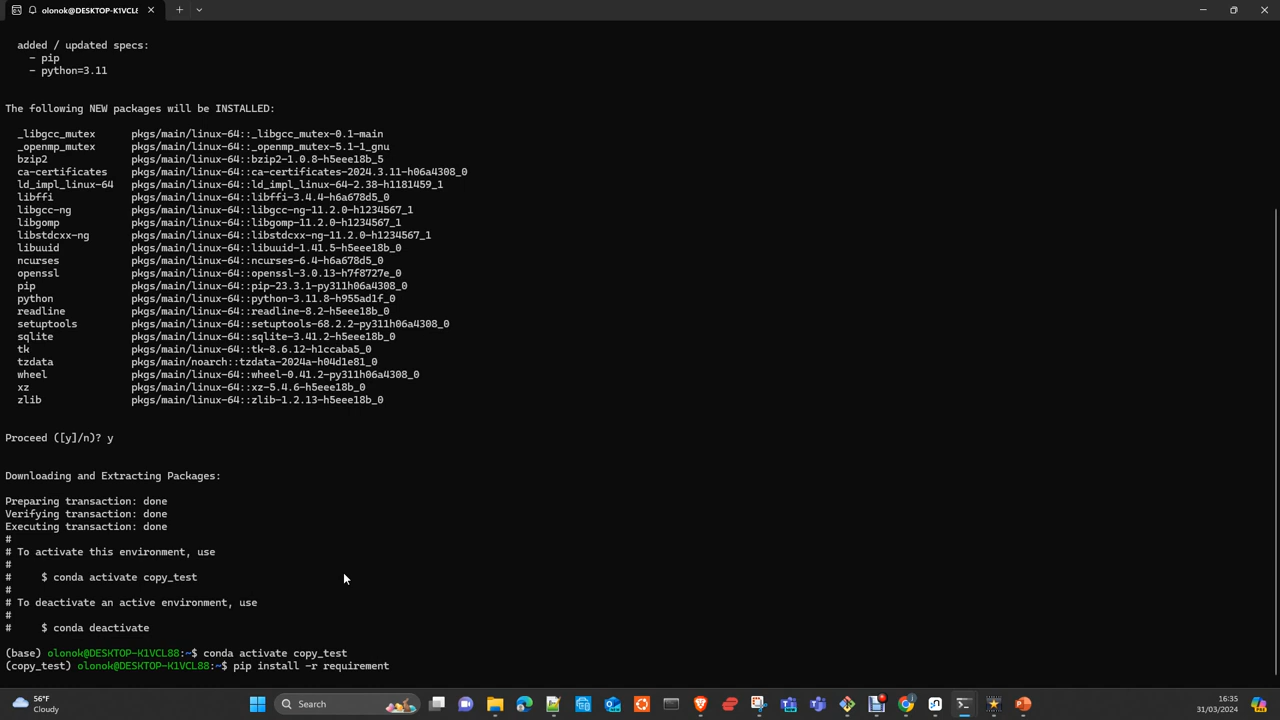 olonok@DESKTOP-K1VCL88
added / updated specs:
- pip
- python=3.11
The following NEW packages will be INSTALLED:
_libgcc_mutex pkgs/main/linux-64::_libgcc_mutex-0.1-main
_openmp_mutex pkgs/main/linux-64::_openmp_mutex-5.1-1_gnu
bzip2 pkgs/main/linux-64::bzip2-1.0.8-h5eee18b_5
ca-certificates pkgs/main/linux-64::ca-certificates-2024.3.11-h06a4308_0
ld_impl_linux-64 pkgs/main/linux-64::ld_impl_linux-64-2.38-h1181459_1
libffi pkgs/main/linux-64::libffi-3.4.4-h6a678d5_0
libgcc-ng pkgs/main/linux-64::libgcc-ng-11.2.0-h1234567_1
libgomp pkgs/main/linux-64::libgomp-11.2.0-h1234567_1
libstdcxx-ng pkgs/main/linux-64::libstdcxx-ng-11.2.0-h1234567_1
libuuid pkgs/main/linux-64::libuuid-1.41.5-h5eee18b_0
ncurses pkgs/main/linux-64::ncurses-6.4-h6a678d5_0
openssl pkgs/main/linux-64::openssl-3.0.13-h7f8727e_0
pip pkgs/main/linux-64::pip-23.3.1-py311h06a4308_0
python pkgs/main/linux-64::python-3.11.8-h955ad1f_0
readline pkgs/main/linux-64::readline-8.2-h5eee18b_0
setuptools pkgs/main/linux-64::setuptools-68.2.2-py311h06a4308_0
sqlite pkgs/main/linux-64::sqlite-3.41.2-h5eee18b_0
tk pkgs/main/linux-64::tk-8.6.12-h1ccaba5_0
tzdata pkgs/main/noarch::tzdata-2024a-h04d1e81_0
wheel pkgs/main/linux-64::wheel-0.41.2-py311h06a4308_0
xz pkgs/main/linux-64::xz-5.4.6-h5eee18b_0
zlib pkgs/main/linux-64::zlib-1.2.13-h5eee18b_0
Proceed ([y]/n)? y
Downloading and Extracting Packages:
Preparing transaction: done
Verifying transaction: done
Executing transaction: done
#
# To activate this environment, use
#
# $ conda activate copy_test
#
# To deactivate an active environment, use
#
# $ conda deactivate
(base) olonok@DESKTOP-K1VCL88:~$ conda activate copy_test
(copy_test) olonok@DESKTOP-K1VCL88:~$ pip install -r requirement
56°F
Cloudy
Search
16:35
31/03/2024